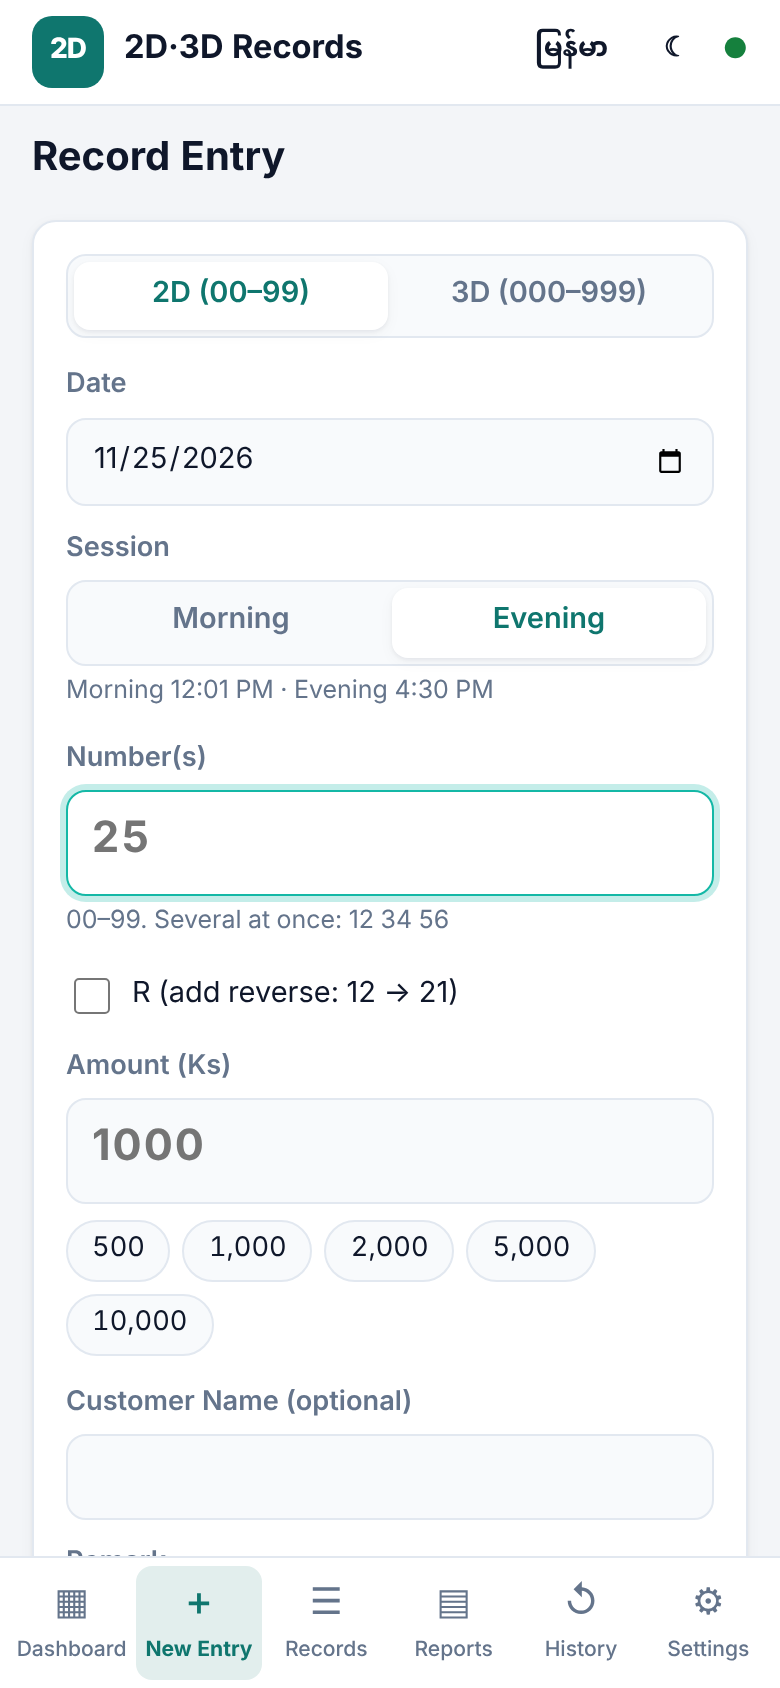 2D 2D·3D Records မြန်မာ
Record Entry
2D (00–99) 3D (000–999)
Date
11/25/2026
Session
Morning Evening
Morning 12:01 PM · Evening 4:30 PM
Number(s)
25
00–99. Several at once: 12 34 56
R (add reverse: 12 → 21)
Amount (Ks)
1000
500 1,000 2,000 5,000
10,000
Customer Name (optional)
Dashboard New Entry Records Reports History Settings